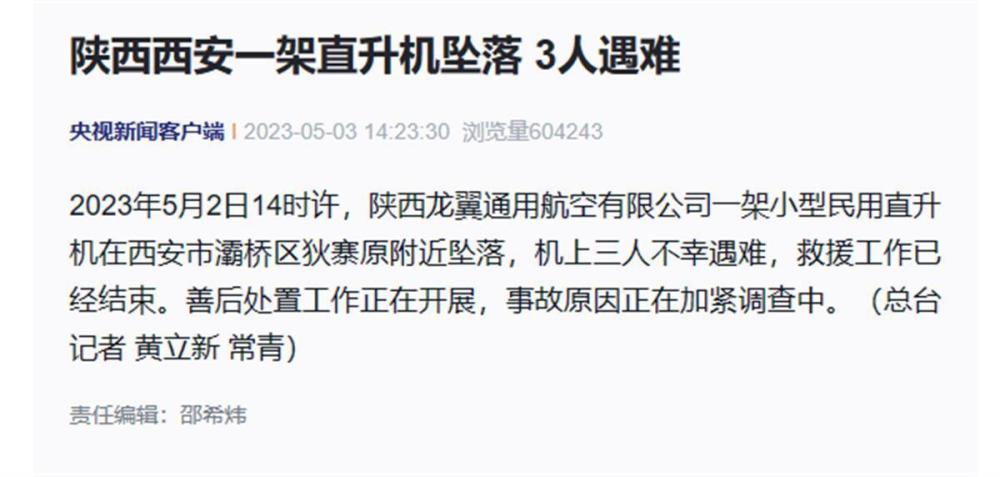 陕西西安一架直升机坠落 3人遇难
央视新闻客户端 | 2023-05-03 14:23:30 浏览量604243
2023年5月2日14时许，陕西龙翼通用航空有限公司一架小型民用直升
机在西安市灞桥区狄寨原附近坠落，机上三人不幸遇难，救援工作已
经结束。善后处置工作正在开展，事故原因正在加紧调查中。（总台
记者 黄立新 常青）
责任编辑：邵希炜